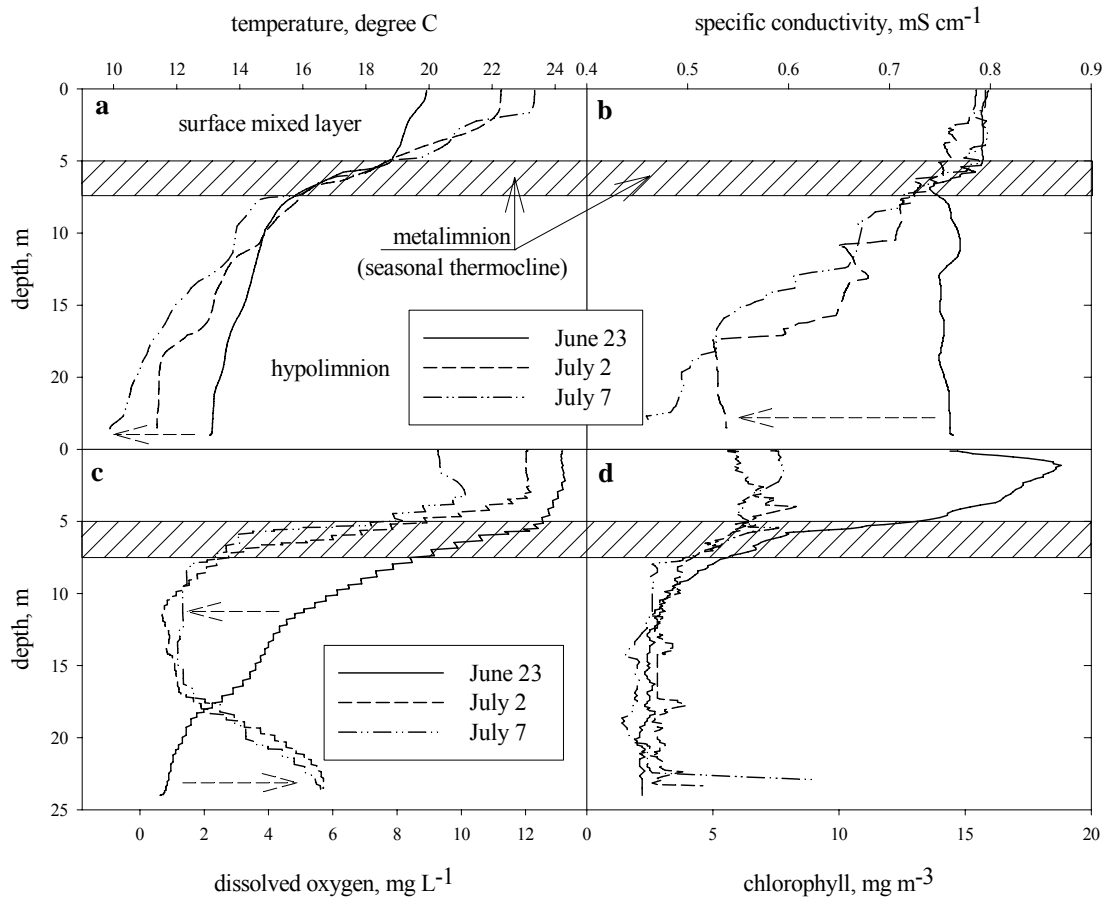 temperature, degree C
specific conductivity, mS cm-1
10 12 14 16 18 20 22 24
0.4 0.5 0.6 0.7 0.8 0.9
0
a
b
surface mixed layer
5
10
metalimnion
(seasonal thermocline)
depth, m
15
June 23
July 2
July 7
hypolimnion
20
0
c
d
5
10
depth, m
15
June 23
July 2
July 7
20
25
0 2 4 6 8 10 12
0 5 10 15 20
dissolved oxygen, mg L-1
chlorophyll, mg m-3